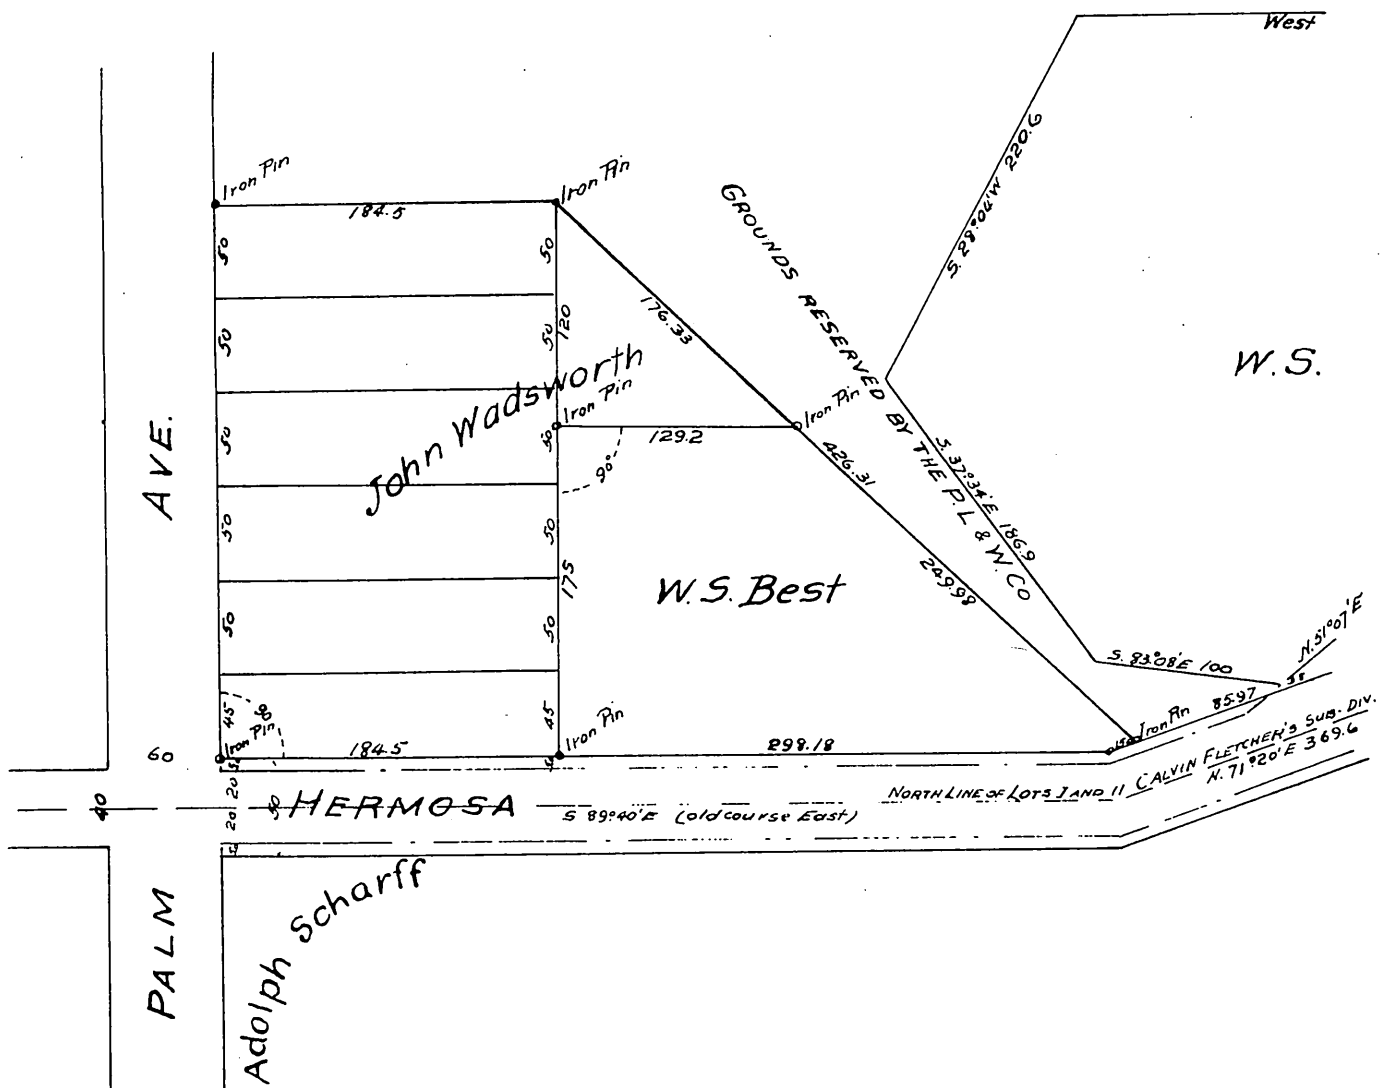 West
S. 28°04'W 220.6
Iron Pin
Iron Pin
184.5
50
50
GROUNDS RESERVED BY THE P. L & W. CO
176.33
50
50
120
W.S.
John Wadsworth
Iron Pin
Iron Pin
AVE.
50
50
129.2
90°
426.31
S. 37°34'E 186.9
50
50
249.98
W.S. Best
175
50
50
N. 51°07'E
S. 83°08'E 100
85.97
45
90°
45
Iron Pin
Iron Pin
Iron Pin
60
184.5
298.18
CALVIN FLETCHER'S SUB. DIV.
N. 71°20'E 369.6
NORTH LINE OF LOTS 7 AND 11
40
20
20
50
HERMOSA
S 89°40'E (old course East)
5
5
PALM
Adolph Scharff